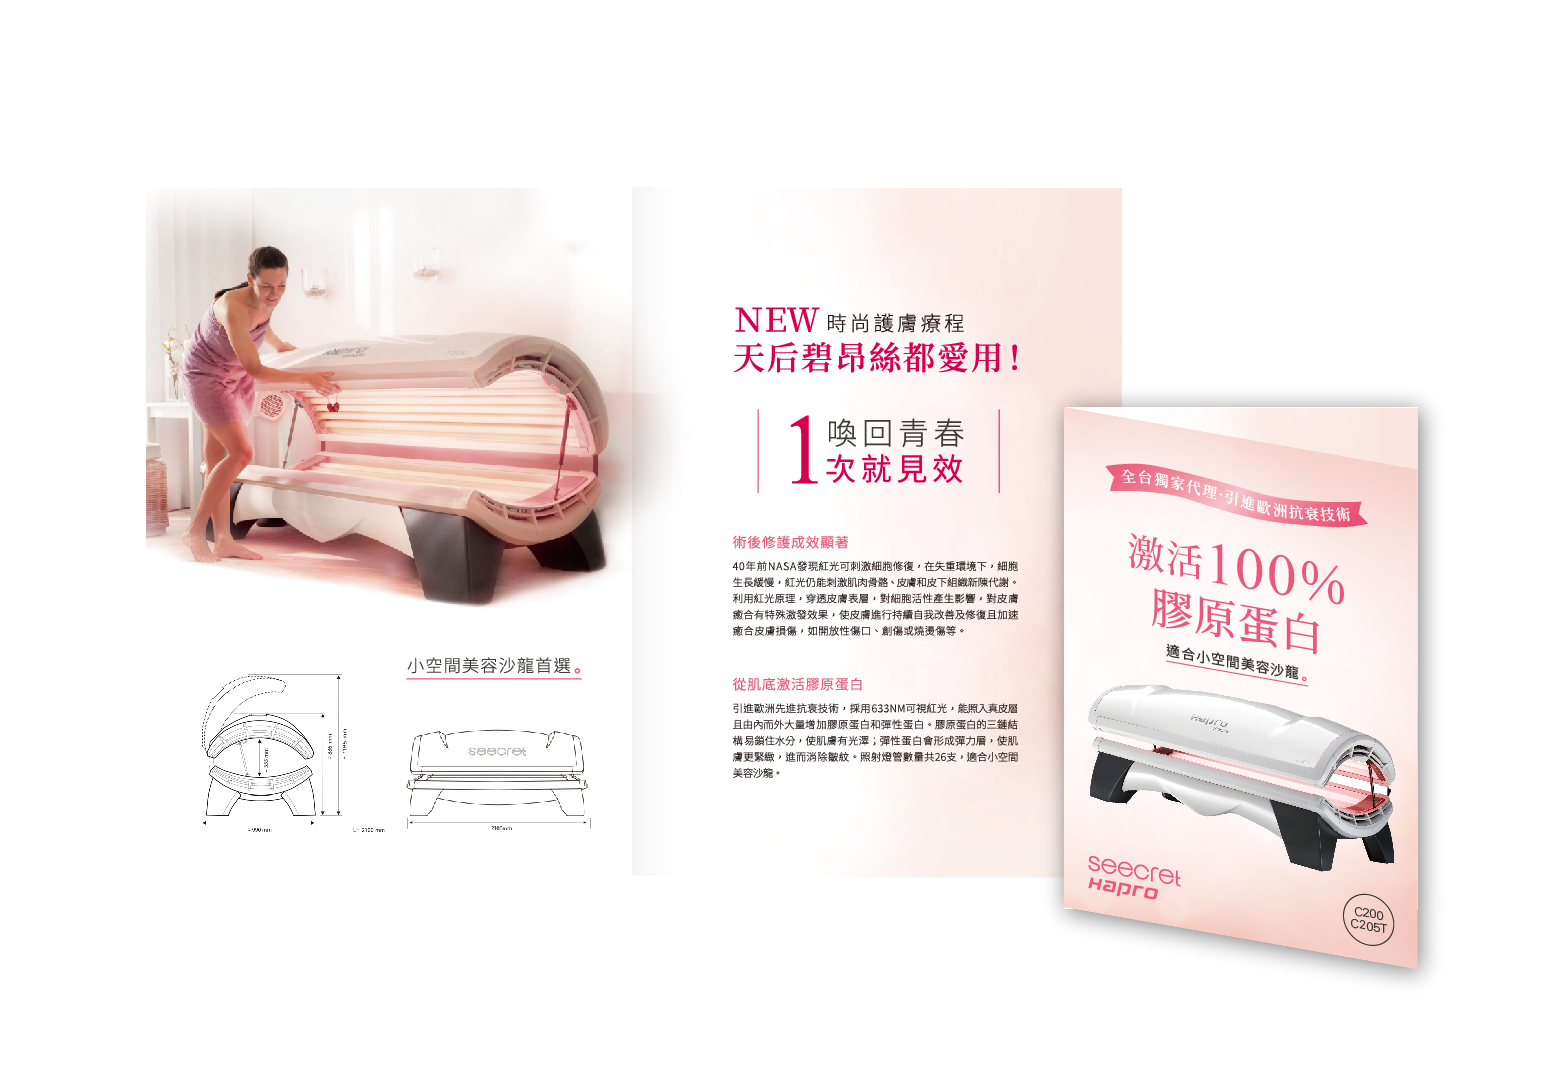 NEW 時尚護膚療程
天后碧昂絲都愛用！
1 喚回青春
次就見效
術後修護成效顯著
40年前NASA發現紅光可刺激細胞修復，在失重環境下，細胞
生長緩慢，紅光仍能刺激肌肉骨骼、皮膚和皮下組織新陳代謝。
利用紅光原理，穿透皮膚表層，對細胞活性產生影響，對皮膚
癒合有特殊激發效果，使皮膚進行持續自我改善及修復且加速
癒合皮膚損傷，如開放性傷口、創傷或燒燙傷等。
從肌底激活膠原蛋白
引進歐洲先進抗衰技術，採用633NM可視紅光，能照入真皮層
且由內而外大量增加膠原蛋白和彈性蛋白。膠原蛋白的三鏈結
構易鎖住水分，使肌膚有光澤；彈性蛋白會形成彈力層，使肌
膚更緊緻，進而消除皺紋。照射燈管數量共26支，適合小空間
美容沙龍。
小空間美容沙龍首選。
seecret
2100mm
± 990 mm
L= 2100 mm
全台獨家代理·引進歐洲抗衰技術
激活100%
膠原蛋白
適合小空間美容沙龍。
Hapro
seecret
Hapro
C200
C205T